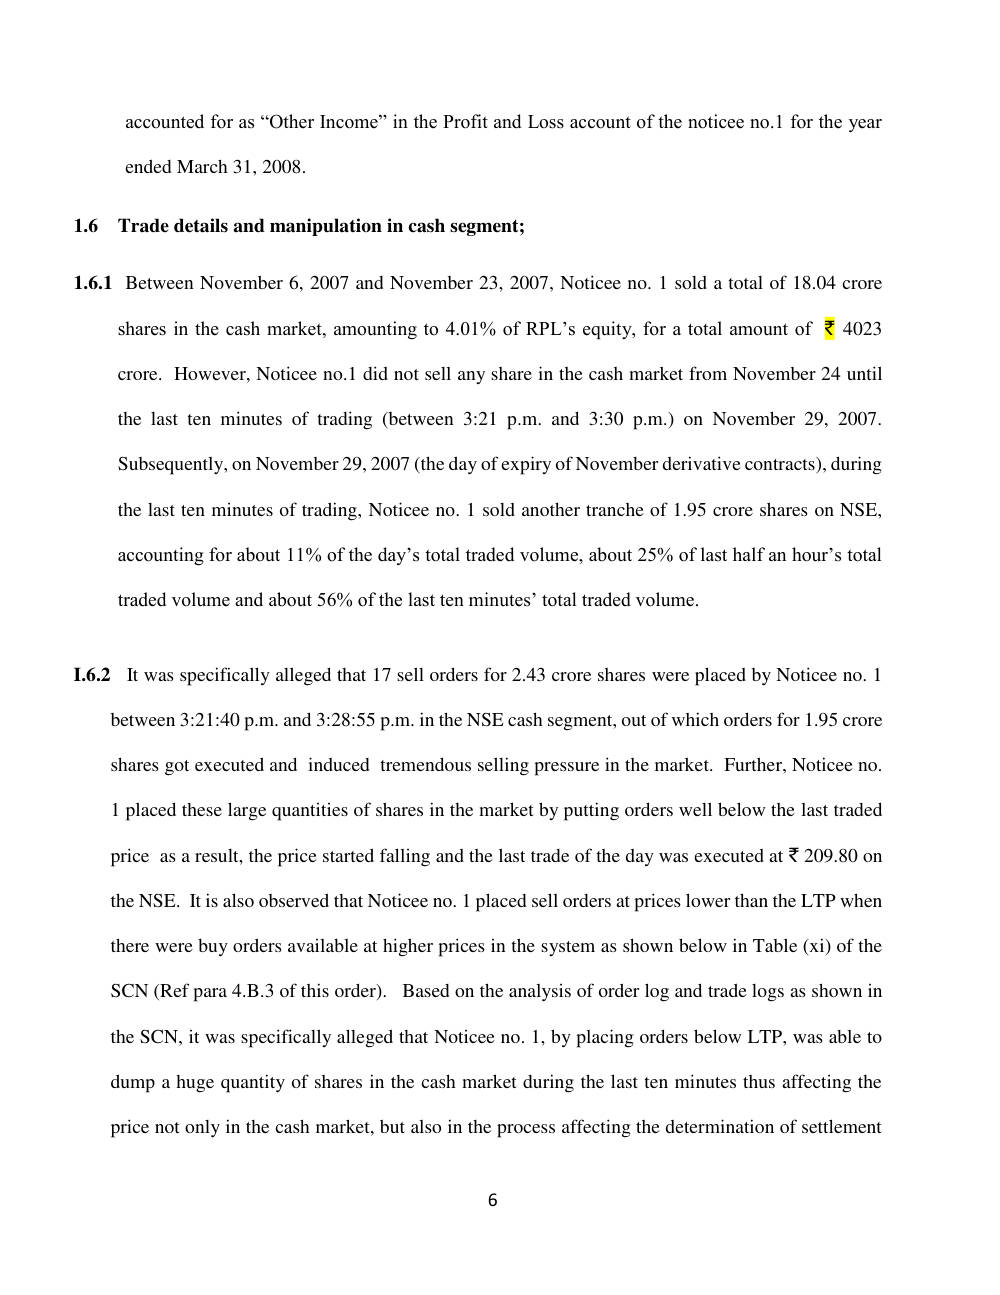 accounted for as “Other Income” in the Profit and Loss account of the noticee no.1 for the year
ended March 31, 2008.
1.6 Trade details and manipulation in cash segment;
1.6.1 Between November 6, 2007 and November 23, 2007, Noticee no. 1 sold a total of 18.04 crore
shares in the cash market, amounting to 4.01% of RPL’s equity, for a total amount of ₹ 4023
crore. However, Noticee no.1 did not sell any share in the cash market from November 24 until
the last ten minutes of trading (between 3:21 p.m. and 3:30 p.m.) on November 29, 2007.
Subsequently, on November 29, 2007 (the day of expiry of November derivative contracts), during
the last ten minutes of trading, Noticee no. 1 sold another tranche of 1.95 crore shares on NSE,
accounting for about 11% of the day’s total traded volume, about 25% of last half an hour’s total
traded volume and about 56% of the last ten minutes’ total traded volume.
I.6.2 It was specifically alleged that 17 sell orders for 2.43 crore shares were placed by Noticee no. 1
between 3:21:40 p.m. and 3:28:55 p.m. in the NSE cash segment, out of which orders for 1.95 crore
shares got executed and induced tremendous selling pressure in the market. Further, Noticee no.
1 placed these large quantities of shares in the market by putting orders well below the last traded
price as a result, the price started falling and the last trade of the day was executed at ₹ 209.80 on
the NSE. It is also observed that Noticee no. 1 placed sell orders at prices lower than the LTP when
there were buy orders available at higher prices in the system as shown below in Table (xi) of the
SCN (Ref para 4.B.3 of this order). Based on the analysis of order log and trade logs as shown in
the SCN, it was specifically alleged that Noticee no. 1, by placing orders below LTP, was able to
dump a huge quantity of shares in the cash market during the last ten minutes thus affecting the
price not only in the cash market, but also in the process affecting the determination of settlement
6